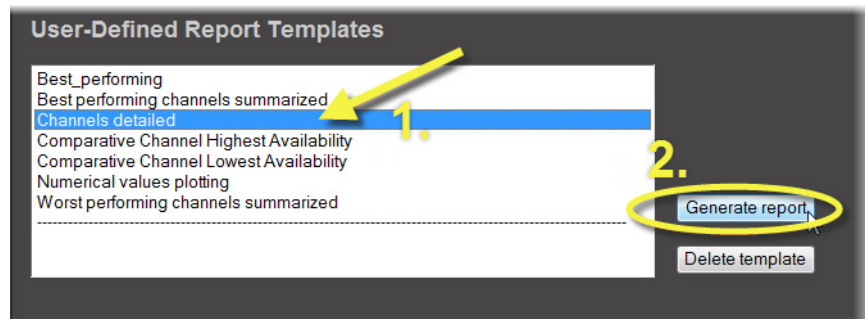 User-Defined Report Templates
Best_performing
Best performing channels summarized
Channels detailed
1.
Comparative Channel Highest Availability
Comparative Channel Lowest Availability
2.
Numerical values plotting
Worst performing channels summarized
Generate report
Delete template